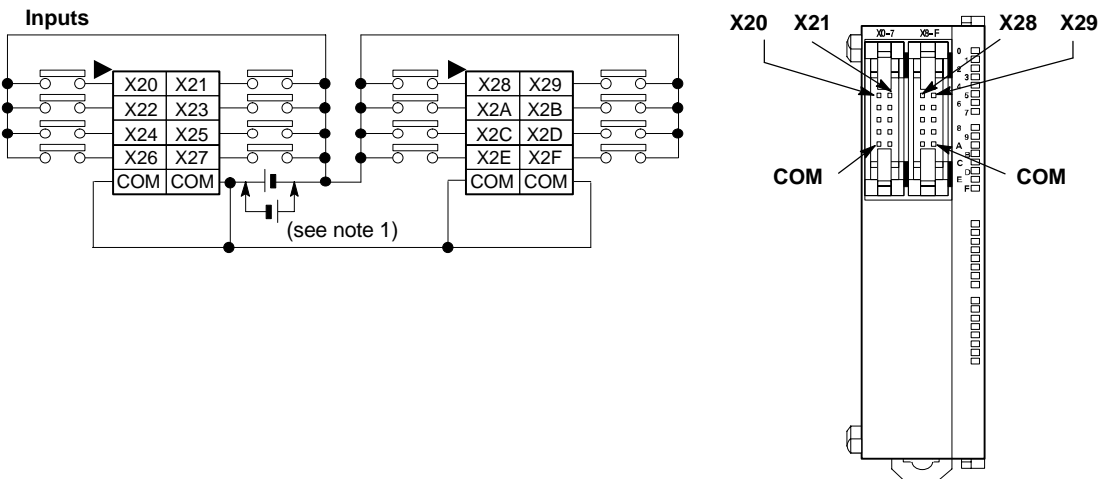 Inputs
X20 X21
X22 X23
X24 X25
X26 X27
COM COM
(see note 1)
X28 X29
X2A X2B
X2C X2D
X2E X2F
COM COM
X20 X21 X28 X29
X0-7 X8-F
0
1
2
3
4
5
6
7
8
9
A
B
C
D
E
F
COM COM